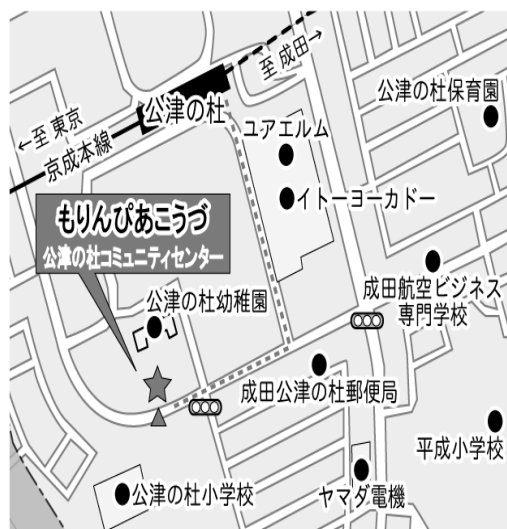 至 成田→
公津の杜
←至 東京
京成本線
公津の杜保育園
ユアエルム
イトーヨーカドー
もりんぴあこうづ
公津の杜コミュニティセンター
公津の杜幼稚園
成田航空ビジネス
専門学校
成田公津の杜郵便局
平成小学校
ヤマダ電機
公津の杜小学校